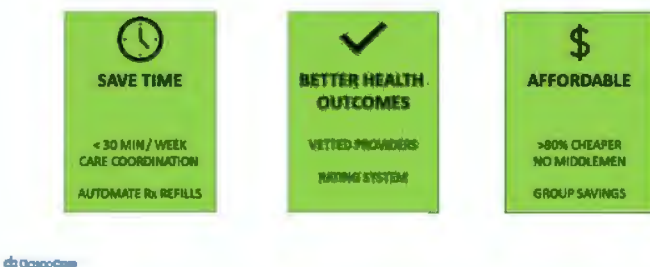 SAVE TIME
< 30 MIN / WEEK
CARE COORDINATION
AUTOMATE Rx REFILLS
BETTER HEALTH
OUTCOMES
VETTED PROVIDERS
RATING SYSTEM
$
AFFORDABLE
>80% CHEAPER
NO MIDDLEMEN
GROUP SAVINGS